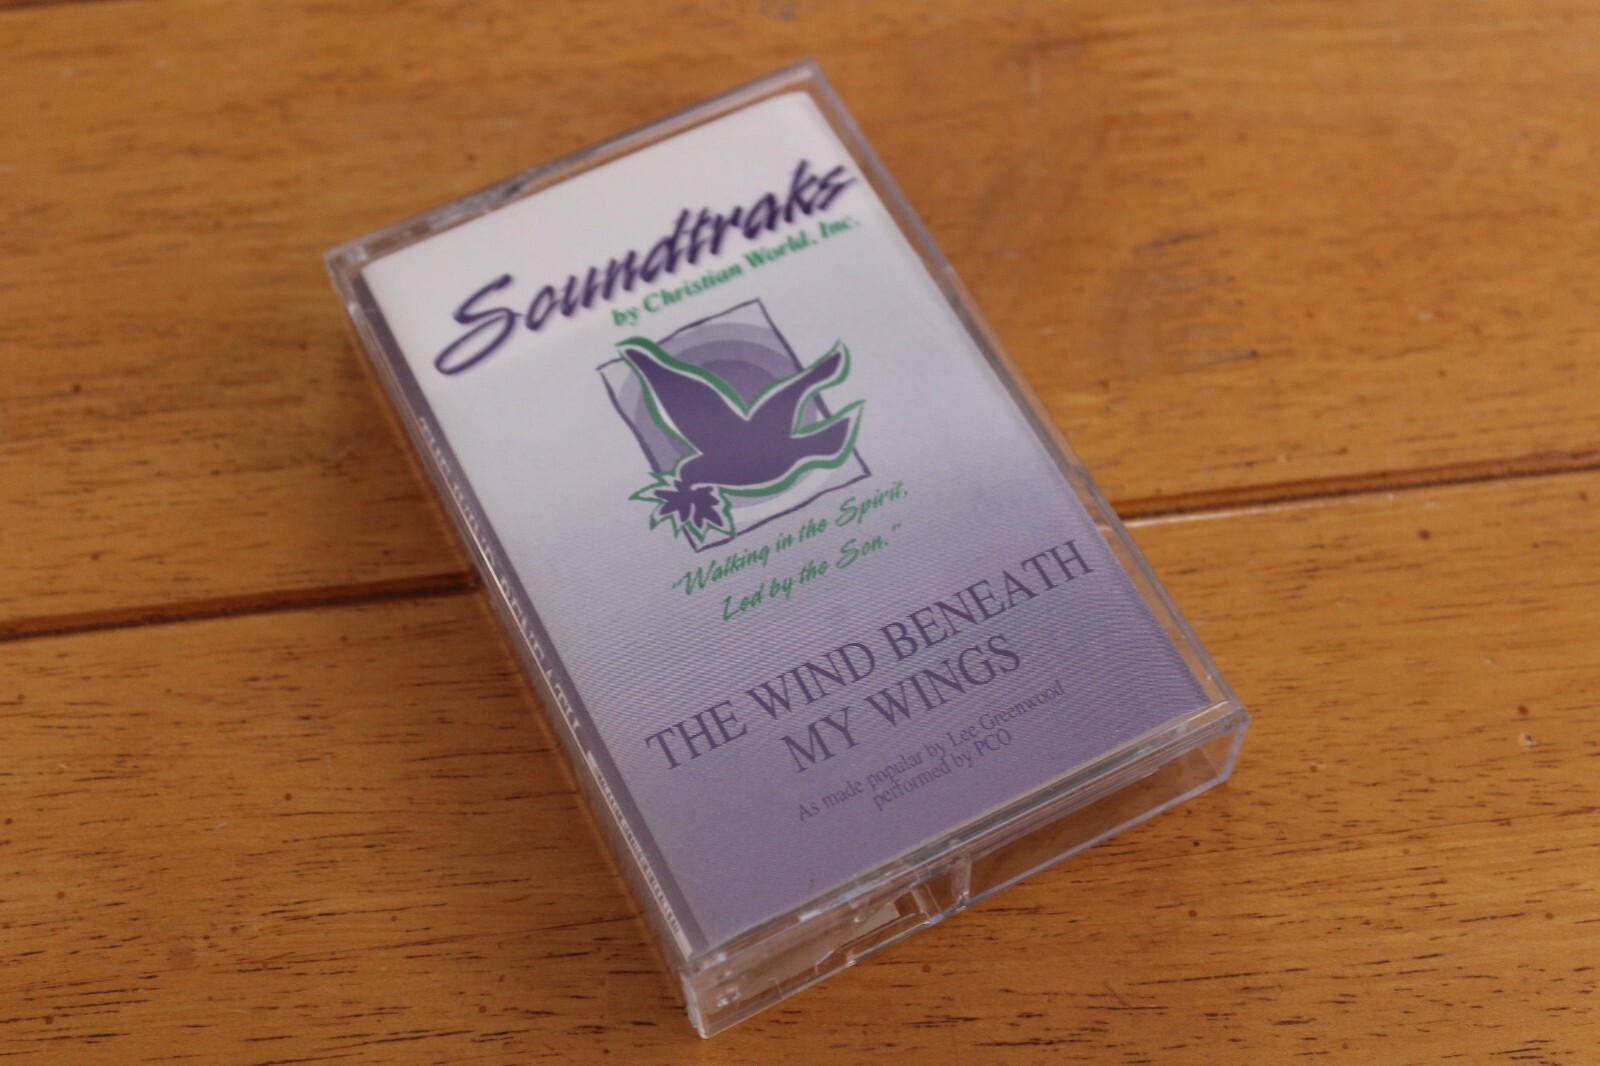 Soundtraks
by Christian World, Inc.
"Walking in the Spirit,
Led by the Son."
THE WIND BENEATH
MY WINGS
As made popular by Lee Greenwood
performed by PCO